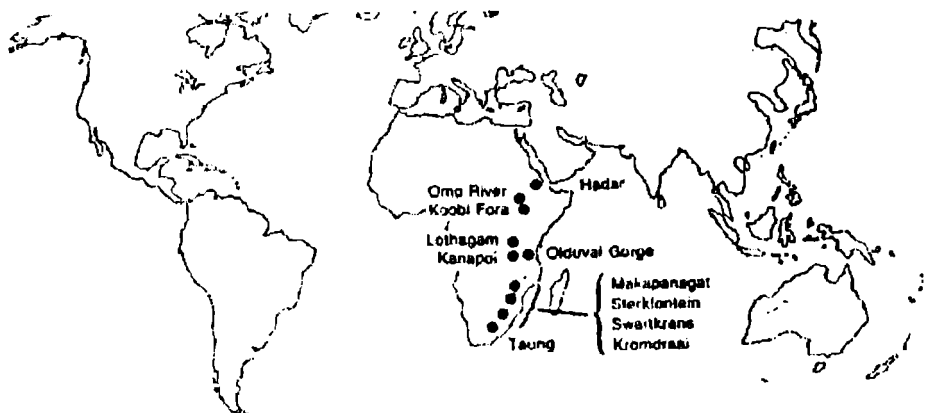 Hadar
Omo River
Koobi Fora
Lothagam
Kanapoi
Olduvai Gorge
Makapansgat
Sterkfontein
Swartkrans
Kromdraai
Taung